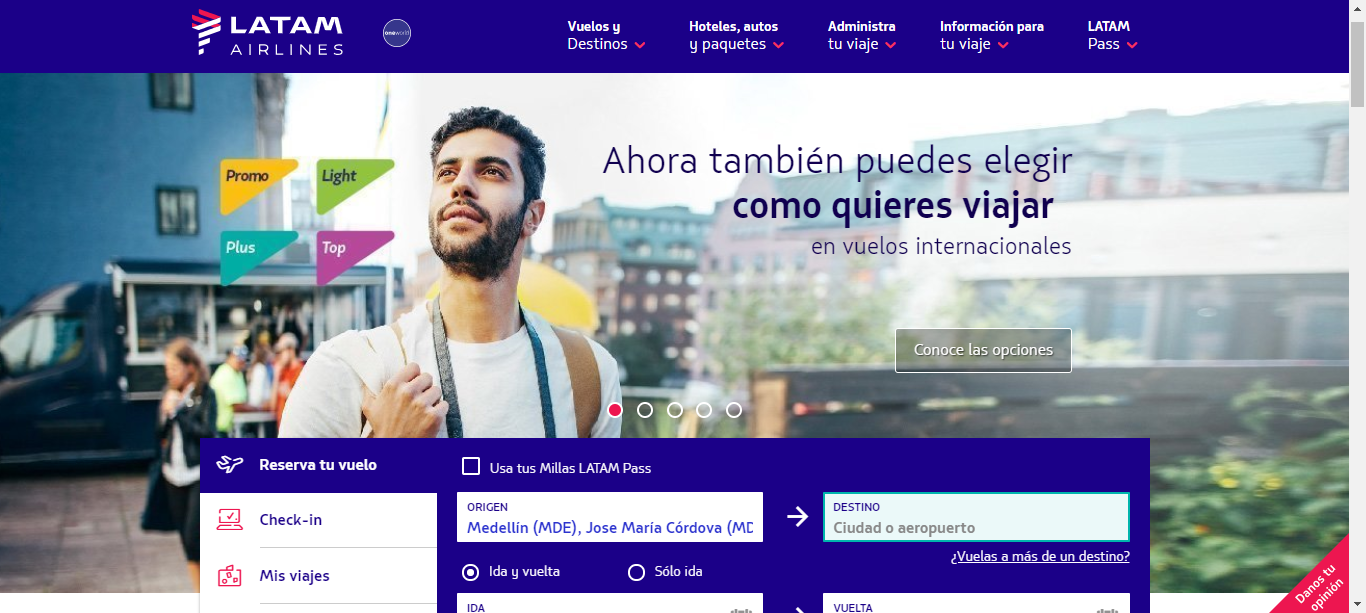 LATAM
AIRLINES
oneworld
Vuelos y
Destinos
Hoteles, autos
y paquetes
Administra
tu viaje
Información para
tu viaje
LATAM
Pass
Promo
Light
Plus
Top
Ahora también puedes elegir
como quieres viajar
en vuelos internacionales
Conoce las opciones
Reserva tu vuelo
Check-in
Mis viajes
Usa tus Millas LATAM Pass
ORIGEN
Medellín (MDE), Jose María Córdova (MD
DESTINO
Ciudad o aeropuerto
¿Vuelas a más de un destino?
Ida y vuelta
Sólo ida
IDA
VUELTA
Danos tu
opinión